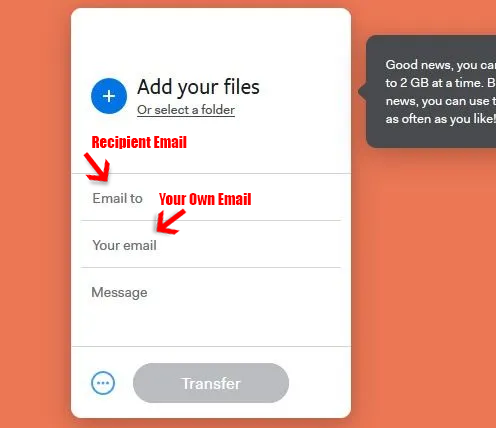 Add your files
Or select a folder
Good news, you can
to 2 GB at a time. B
news, you can use t
as often as you like!
Recipient Email
Email to
Your Own Email
Your email
Message
Transfer